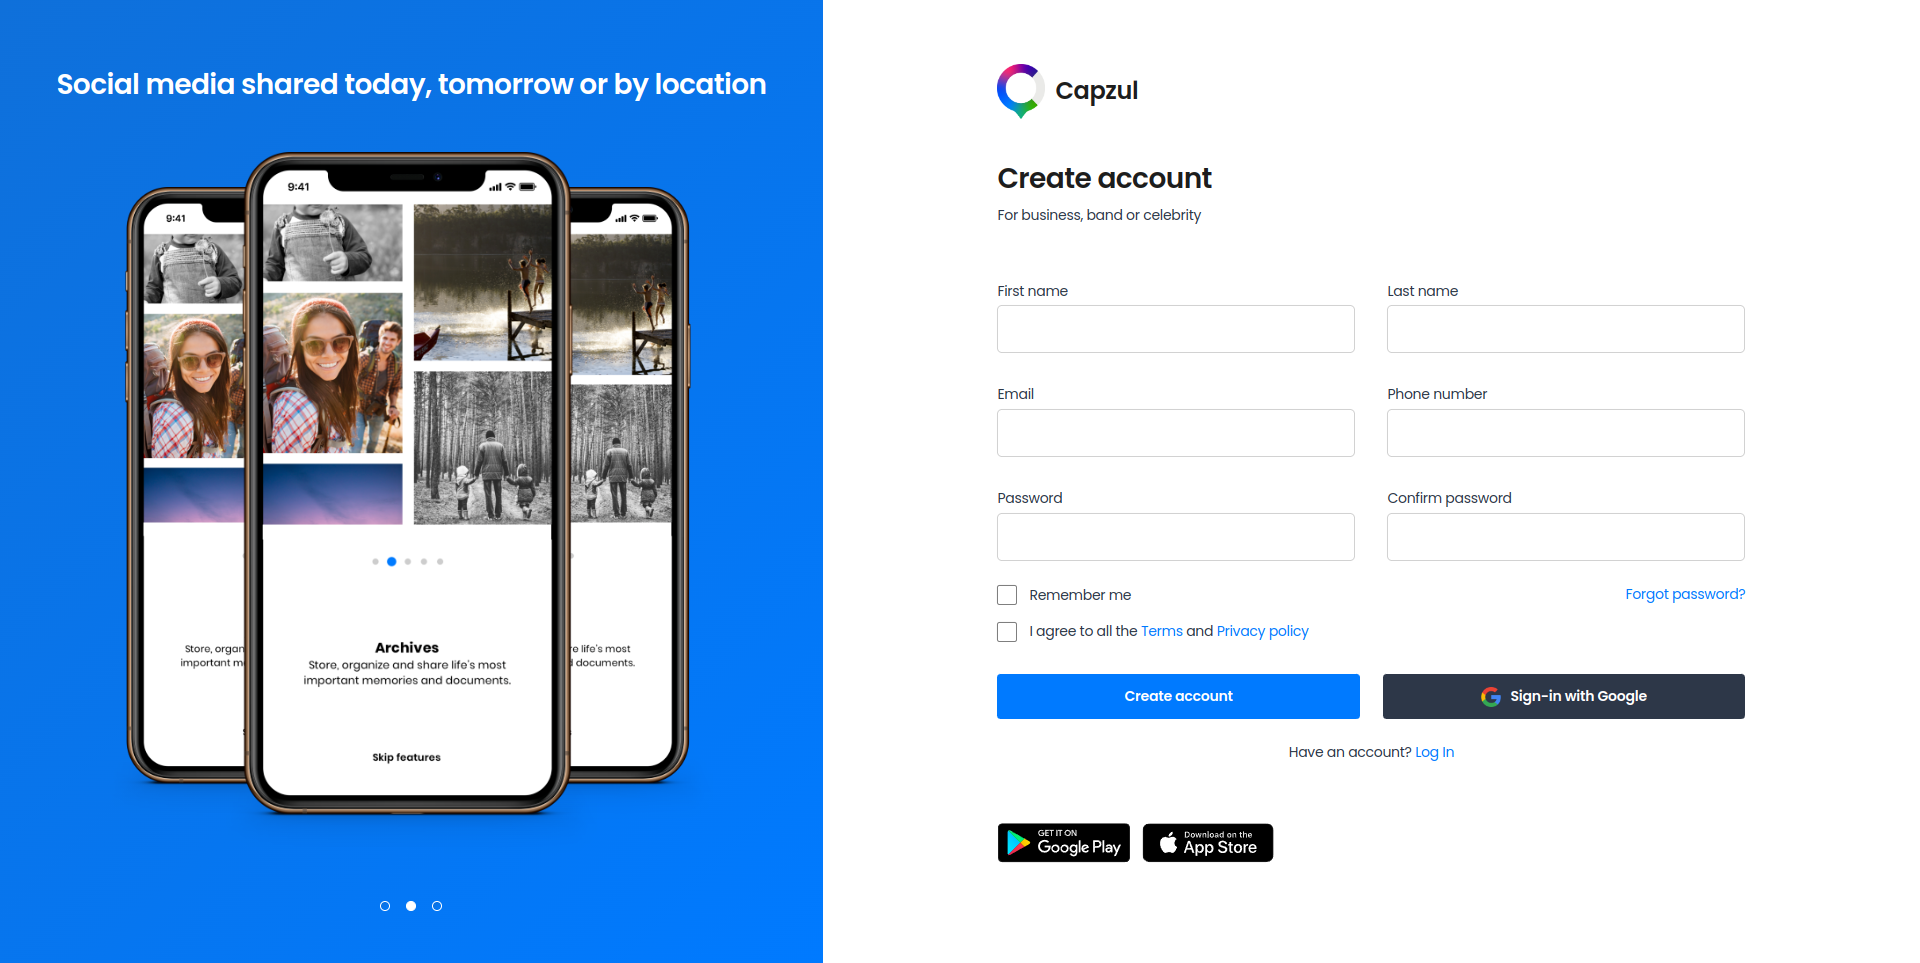 Social media shared today, tomorrow or by location
9:41
9:41
Store, organ
important m
Archives
Store, organize and share life's most
important memories and documents.
Skip features
re life's most
d documents.
Capzul
Create account
For business, band or celebrity
First name
Last name
Email
Phone number
Password
Confirm password
Remember me
Forgot password?
I agree to all the Terms and Privacy policy
Create account
Sign-in with Google
Have an account? Log In
GET IT ON
Google Play
Download on the
App Store